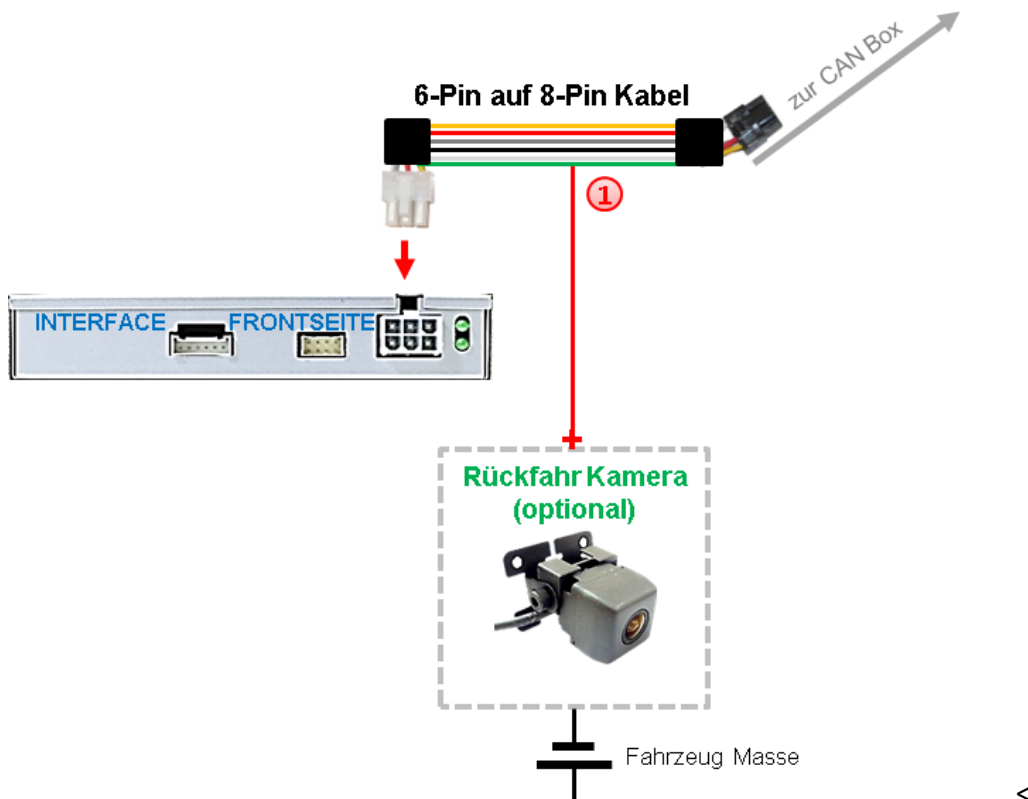 zur CAN Box
6-Pin auf 8-Pin Kabel
1
INTERFACE FRONTSEITE
+
Rückfahr Kamera
(optional)
Fahrzeug Masse
<